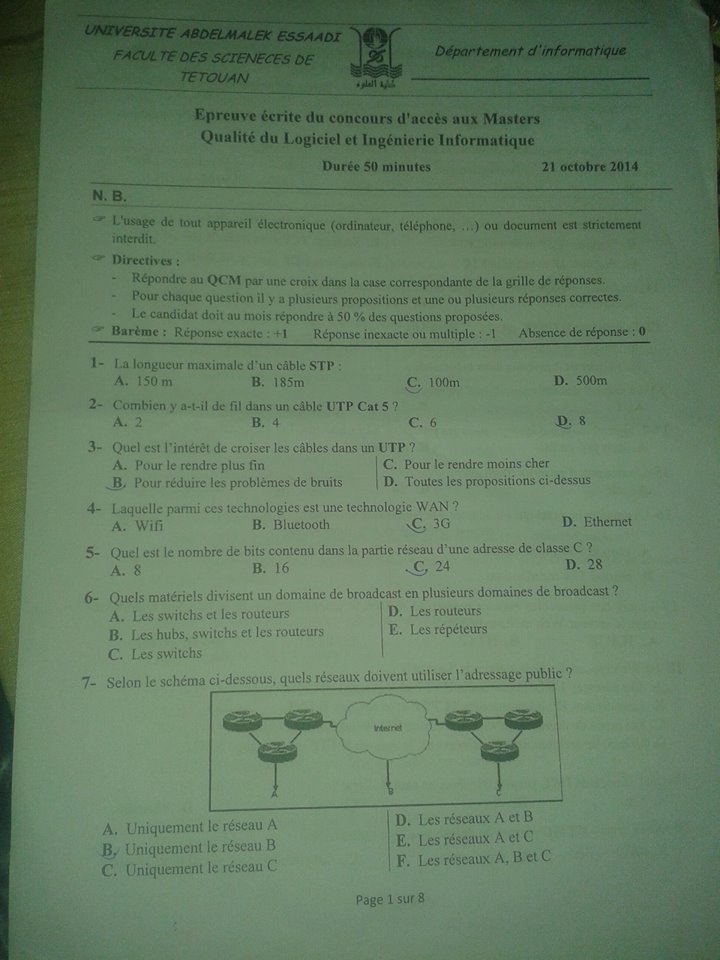 UNIVERSITE ABDELMALEK ESSAADI
FACULTE DES SCIENECES DE
TETOUAN
كلية العلوم
Département d'informatique
Epreuve écrite du concours d'accès aux Masters
Qualité du Logiciel et Ingénierie Informatique
Durée 50 minutes 21 octobre 2014
N. B.
☞ L'usage de tout appareil électronique (ordinateur, téléphone, …) ou document est strictement
interdit.
☞ Directives :
- Répondre au QCM par une croix dans la case correspondante de la grille de réponses.
- Pour chaque question il y a plusieurs propositions et une ou plusieurs réponses correctes.
- Le candidat doit au mois répondre à 50 % des questions proposées.
☞ Barème : Réponse exacte : +1 Réponse inexacte ou multiple : -1 Absence de réponse : 0
1- La longueur maximale d'un câble STP :
A. 150 m B. 185m C. 100m D. 500m
2- Combien y a-t-il de fil dans un câble UTP Cat 5 ?
A. 2 B. 4 C. 6 D. 8
3- Quel est l'intérêt de croiser les câbles dans un UTP ?
A. Pour le rendre plus fin C. Pour le rendre moins cher
B. Pour réduire les problèmes de bruits D. Toutes les propositions ci-dessus
4- Laquelle parmi ces technologies est une technologie WAN ?
A. Wifi B. Bluetooth C. 3G D. Ethernet
5- Quel est le nombre de bits contenu dans la partie réseau d'une adresse de classe C ?
A. 8 B. 16 C. 24 D. 28
6- Quels matériels divisent un domaine de broadcast en plusieurs domaines de broadcast ?
A. Les switchs et les routeurs D. Les routeurs
B. Les hubs, switchs et les routeurs E. Les répéteurs
C. Les switchs
7- Selon le schéma ci-dessous, quels réseaux doivent utiliser l'adressage public ?
Internet
A B C
A. Uniquement le réseau A D. Les réseaux A et B
B. Uniquement le réseau B E. Les réseaux A et C
C. Uniquement le réseau C F. Les réseaux A, B et C
Page 1 sur 8